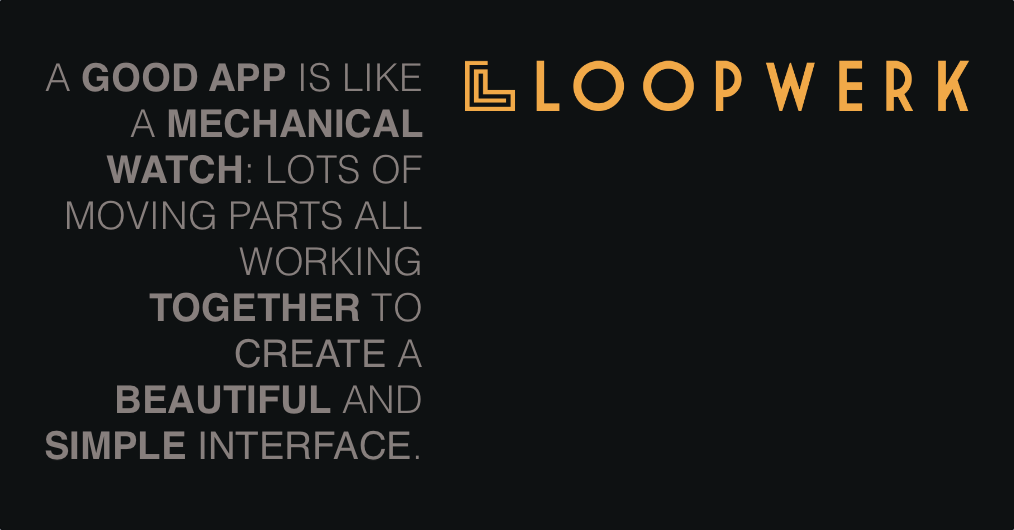 A GOOD APP IS LIKE
A MECHANICAL
WATCH: LOTS OF
MOVING PARTS ALL
WORKING
TOGETHER TO
CREATE A
BEAUTIFUL AND
SIMPLE INTERFACE.
LOOPWERK